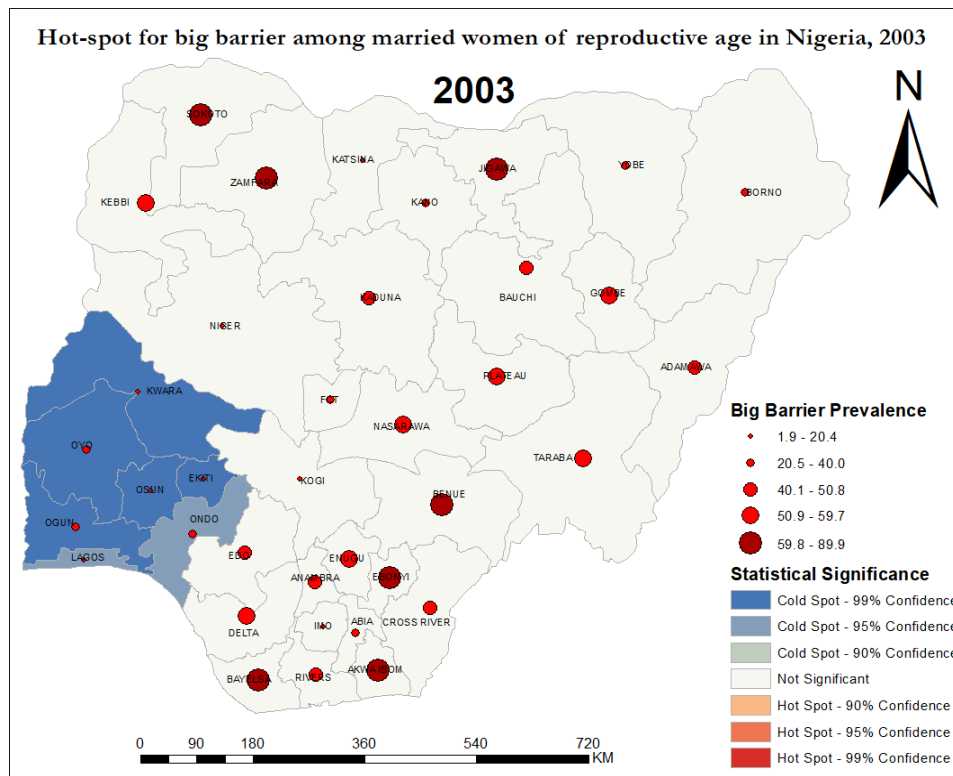 Hot-spot for big barrier among married women of reproductive age in Nigeria, 2003
2003
N
SOKOTO
KATSINA
JIGAWA
YOBE
ZAMFARA
BORNO
KEBBI
KANO
GOMBE
KADUNA
BAUCHI
NIBER
ADAMAWA
PLATEAU
KWARA
FCT
NASARAWA
OYO
TARABA
EKITI
KOGI
OSUN
BENUE
ONDO
OGUN
LAGOS
EDO
ENUGU
EBONYI
ANAMBRA
CROSS RIVER
ABIA
IMO
DELTA
AKWA IBOM
RIVERS
BAYELSA
Big Barrier Prevalence
1.9 - 20.4
20.5 - 40.0
40.1 - 50.8
50.9 - 59.7
59.8 - 89.9
Statistical Significance
Cold Spot - 99% Confidence
Cold Spot - 95% Confidence
Cold Spot - 90% Confidence
Not Significant
Hot Spot - 90% Confidence
Hot Spot - 95% Confidence
Hot Spot - 99% Confidence
0 90 180 360 540 720
KM